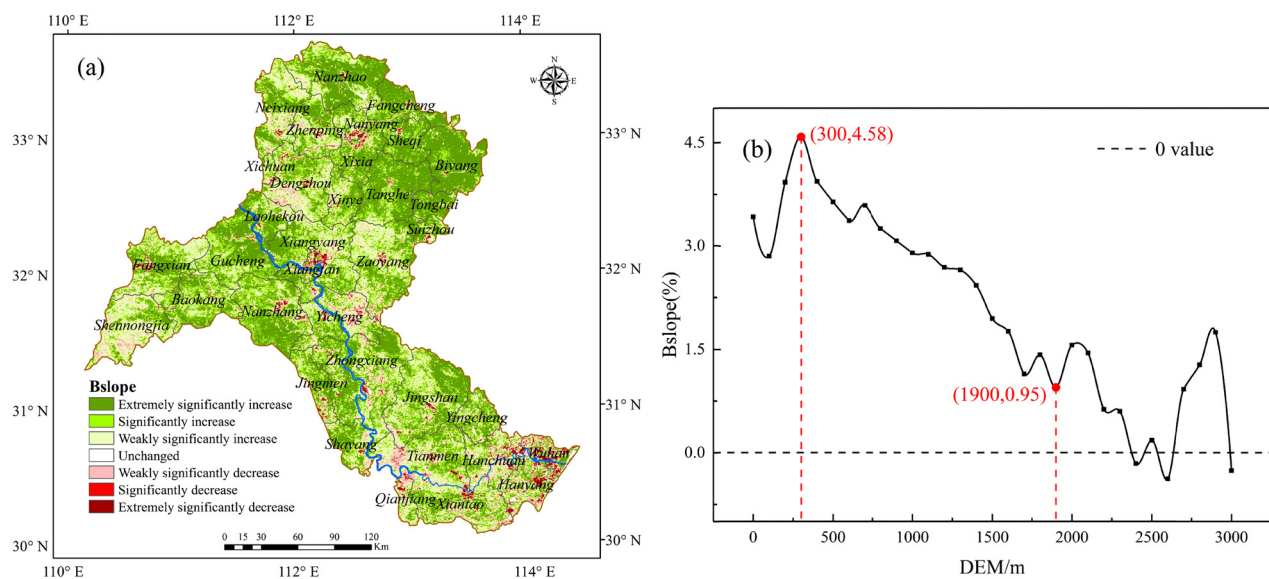 110° E
112° E
114° E
(a)
N
W
E
S
Nanzhao
Neixiang
Fangcheng
33° N
Zhenping
Nanyang
Sheqi
33° N
Xichuan
Xixia
Biyang
Dengzhou
Tanghe
Xinye
Tongbai
Laohekou
Suizhou
Xiangyang
32° N
Fangxian
Gucheng
Xiangfan
Zaoyang
32° N
Baokang
Shennongjia
Nanzhang
Yicheng
Zhongxiang
31° N
Jingmen
Jingshan
31° N
Yingcheng
Shayang
Tianmen
Hanchuan
Wuhan
Hanyang
Qianjiang
Xiantao
Bslope
Extremely significantly increase
Significantly increase
Weakly significantly increase
Unchanged
Weakly significantly decrease
Significantly decrease
Extremely significantly decrease
0 15 30 60 90 120
Km
30° N
30° N
110° E
112° E
114° E
(b)
(300,4.58)
0 value
(1900,0.95)
Bslope(%)
4.5
3.0
1.5
0.0
0 500 1000 1500 2000 2500 3000
DEM/m